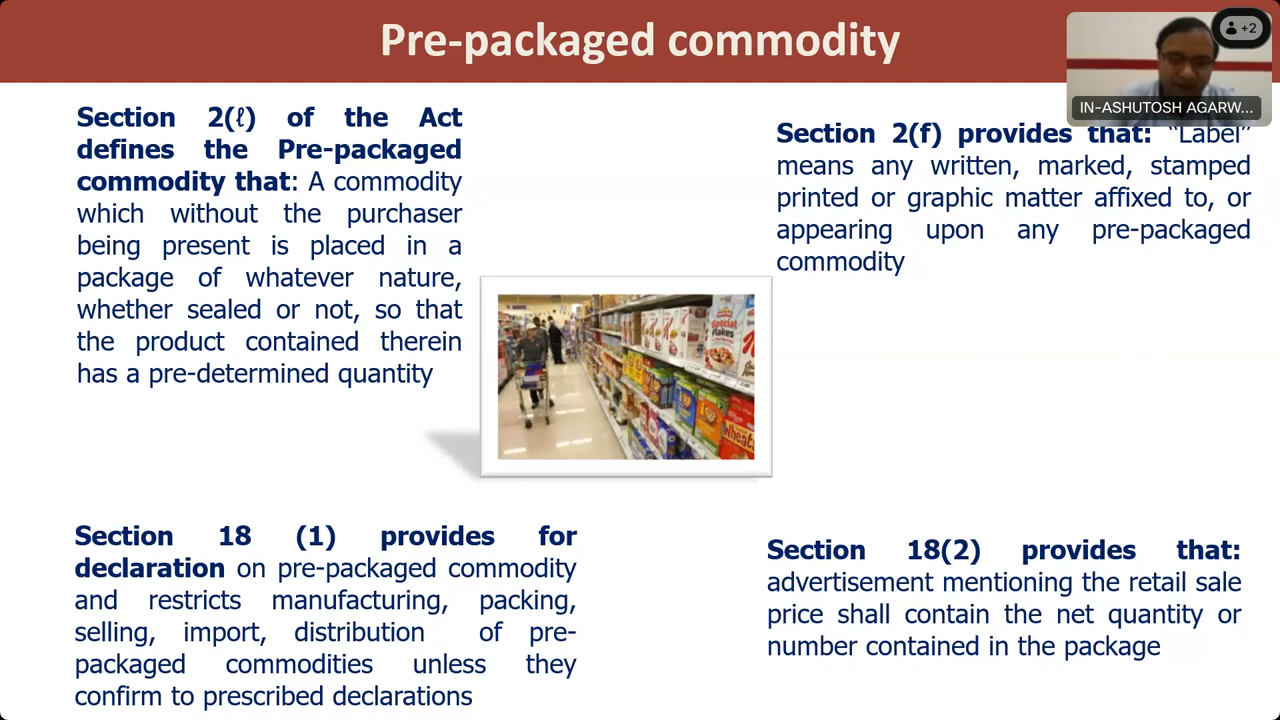 Pre-packaged commodity
+2
IN-ASHUTOSH AGARW...
Section 2(ℓ) of the Act
defines the Pre-packaged
commodity that: A commodity
which without the purchaser
being present is placed in a
package of whatever nature,
whether sealed or not, so that
the product contained therein
has a pre-determined quantity
Section 2(f) provides that: “Label”
means any written, marked, stamped
printed or graphic matter affixed to, or
appearing upon any pre-packaged
commodity
Special
Flakes
Section 18 (1) provides for
declaration on pre-packaged commodity
and restricts manufacturing, packing,
selling, import, distribution of pre-
packaged commodities unless they
confirm to prescribed declarations
Section 18(2) provides that:
advertisement mentioning the retail sale
price shall contain the net quantity or
number contained in the package